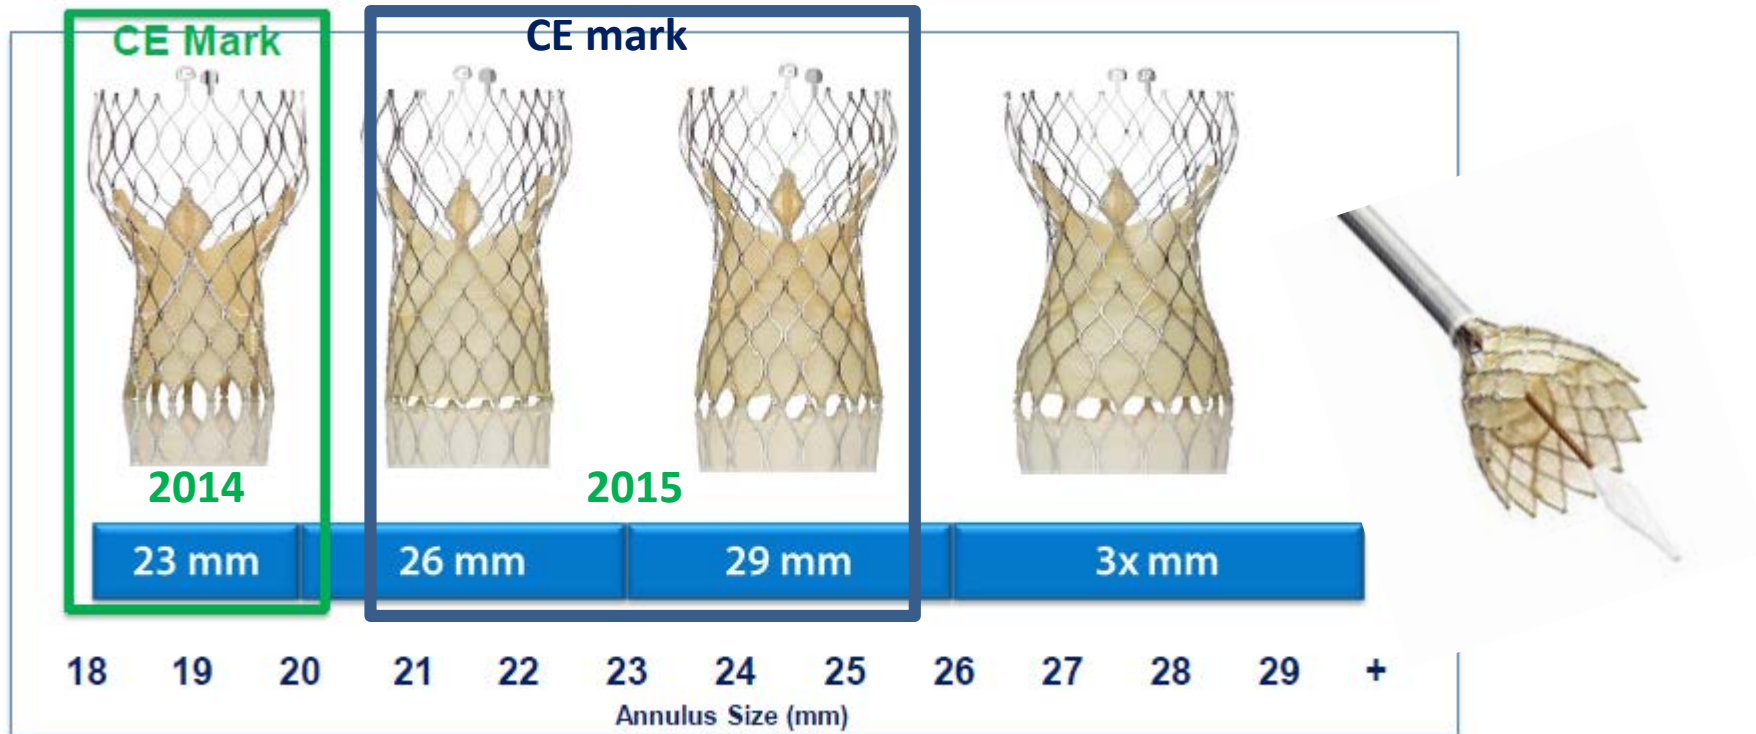 CE Mark
CE mark
2014
2015
23 mm
26 mm
29 mm
3x mm
18 19 20 21 22 23 24 25 26 27 28 29 +
Annulus Size (mm)